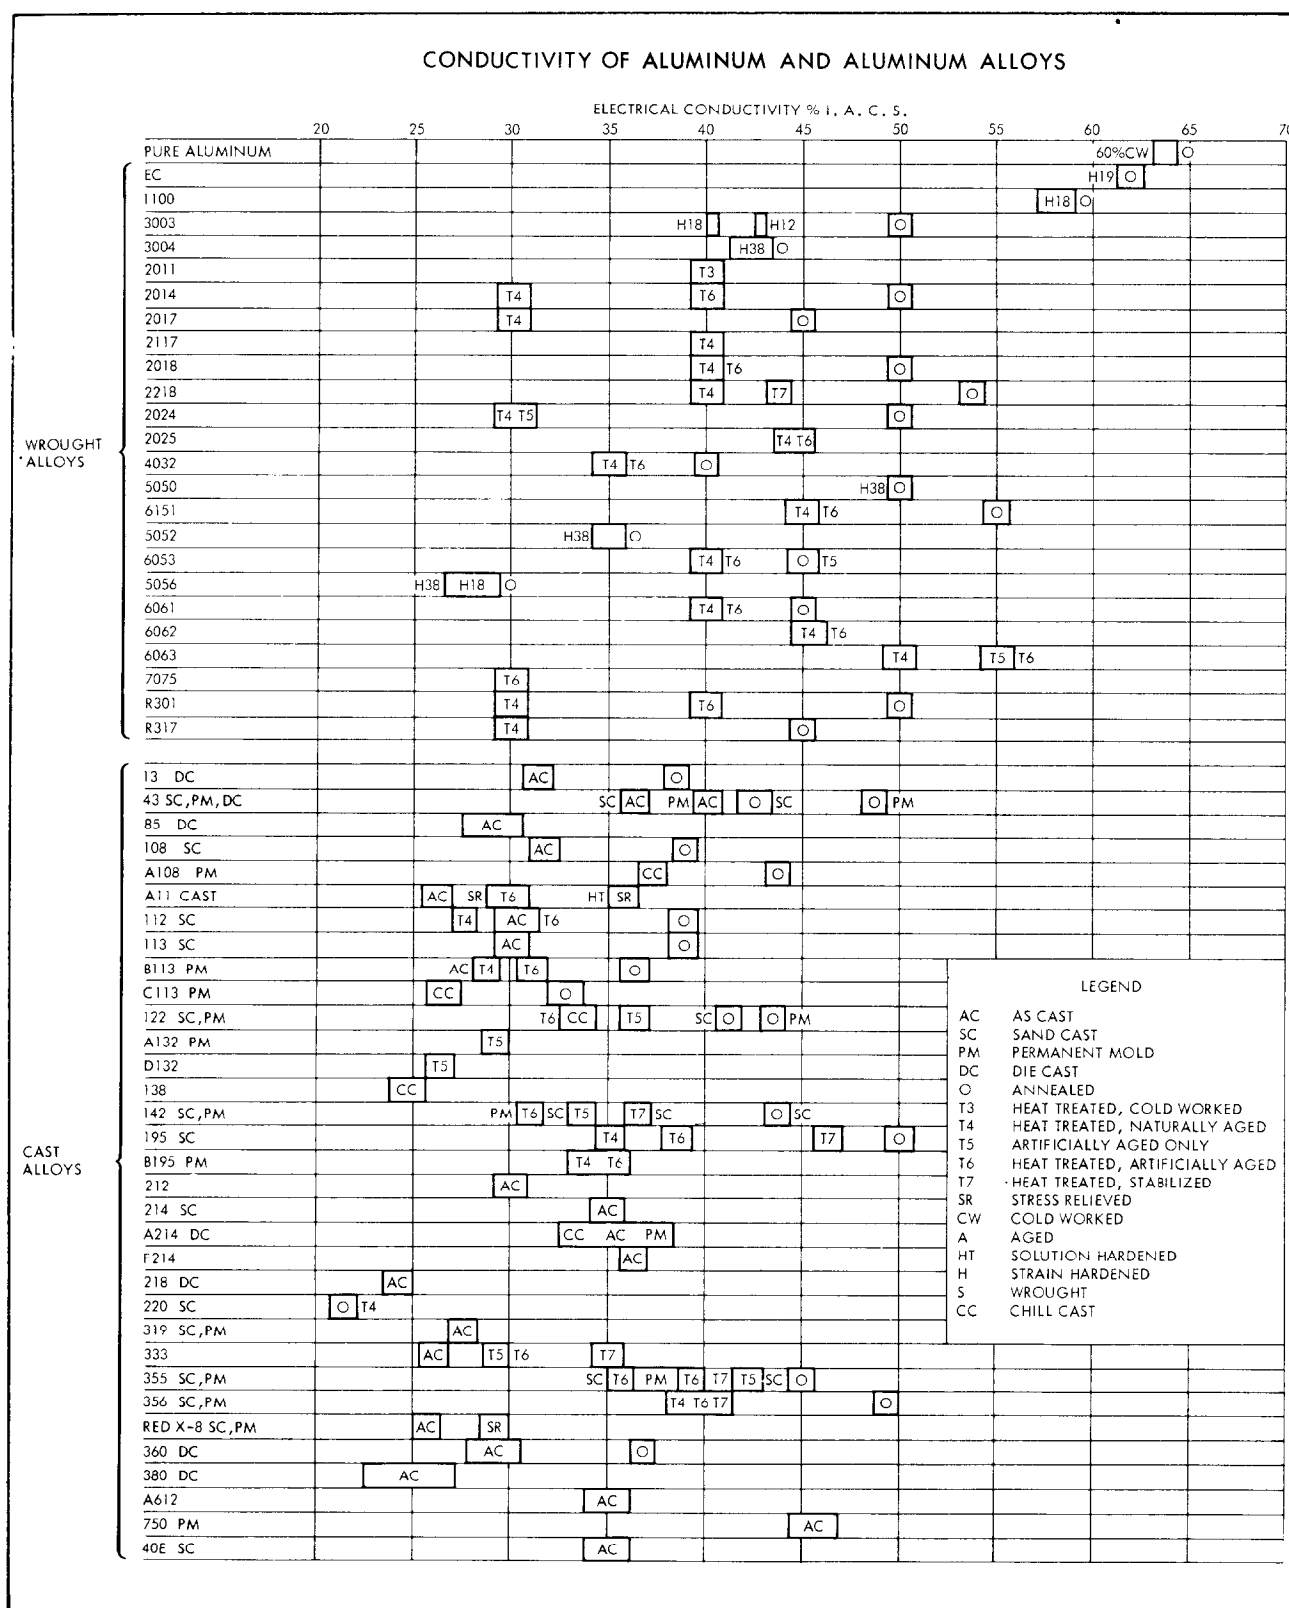 CONDUCTIVITY OF ALUMINUM AND ALUMINUM ALLOYS
ELECTRICAL CONDUCTIVITY % I. A. C. S.
20 25 30 35 40 45 50 55 60 65 70
PURE ALUMINUM 60%CW O
EC H19 O
1100 H18 O
3003 H18 H12 O
3004 H38 O
2011 T3
2014 T4 T6 O
2017 T4 O
2117 T4
2018 T4 T6 O
2218 T4 T7 O
2024 T4 T5 O
2025 T4 T6
WROUGHT ALLOYS
4032 T4 T6 O
5050 H38 O
6151 T4 T6 O
5052 H38 O
6053 T4 T6 O T5
5056 H38 H18 O
6061 T4 T6 O
6062 T4 T6
6063 T4 T5 T6
7075 T6
R301 T4 T6 O
R317 T4 O
13 DC AC O
43 SC,PM,DC SC AC PM AC O SC O PM
85 DC AC
108 SC AC O
A108 PM CC O
A11 CAST AC SR T6 HT SR
112 SC T4 AC T6 O
113 SC AC O
B113 PM AC T4 T6 O
C113 PM CC O
122 SC,PM T6 CC T5 SC O O PM
A132 PM T5
D132 T5
138 CC
142 SC,PM PM T6 SC T5 T7 SC O SC
195 SC T4 T6 T7 O
CAST ALLOYS
B195 PM T4 T6
212 AC
214 SC AC
A214 DC CC AC PM
F214 AC
218 DC AC
220 SC O T4
319 SC,PM AC
333 AC T5 T6 T7
355 SC,PM SC T6 PM T6 T7 T5 SC O
356 SC,PM T4 T6 T7 O
RED X-8 SC,PM AC SR
360 DC AC O
380 DC AC
A612 AC
750 PM AC
40E SC AC
LEGEND
AC AS CAST
SC SAND CAST
PM PERMANENT MOLD
DC DIE CAST
O ANNEALED
T3 HEAT TREATED, COLD WORKED
T4 HEAT TREATED, NATURALLY AGED
T5 ARTIFICIALLY AGED ONLY
T6 HEAT TREATED, ARTIFICIALLY AGED
T7 HEAT TREATED, STABILIZED
SR STRESS RELIEVED
CW COLD WORKED
A AGED
HT SOLUTION HARDENED
H STRAIN HARDENED
S WROUGHT
CC CHILL CAST